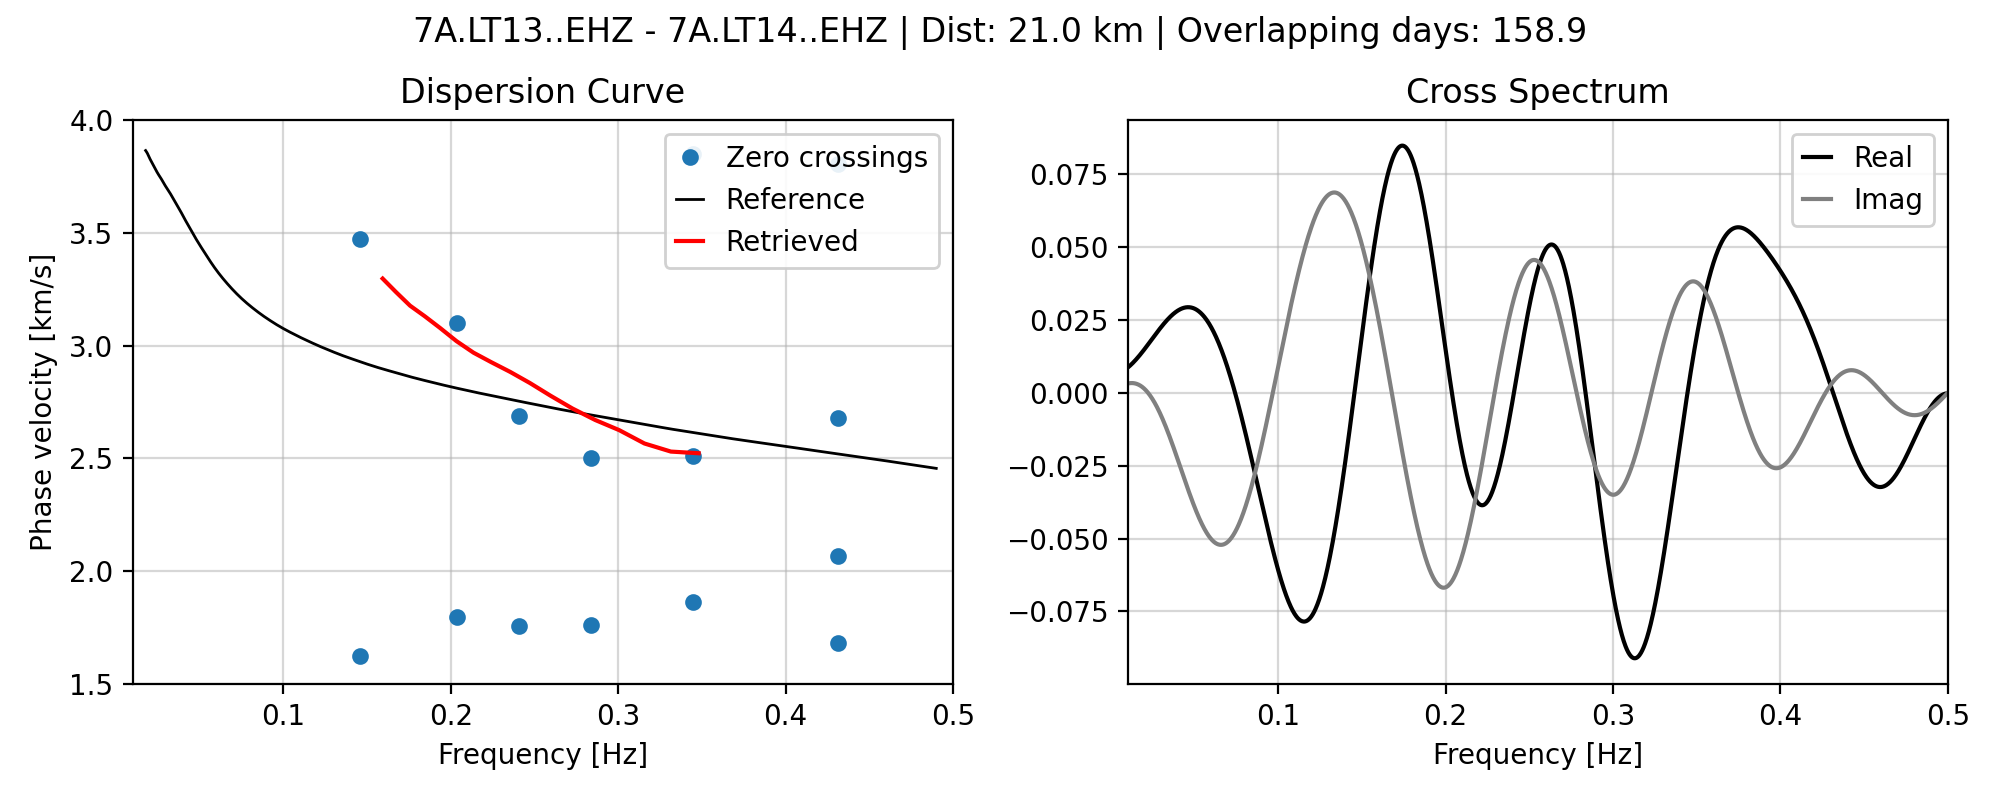 7A.LT13..EHZ - 7A.LT14..EHZ | Dist: 21.0 km | Overlapping days: 158.9
Dispersion Curve
4.0
3.5
3.0
2.5
2.0
1.5
Phase velocity [km/s]
0.1
0.2
0.3
0.4
0.5
Frequency [Hz]
Zero crossings
Reference
Retrieved
Cross Spectrum
0.075
0.050
0.025
0.000
−0.025
−0.050
−0.075
0.1
0.2
0.3
0.4
0.5
Frequency [Hz]
Real
Imag